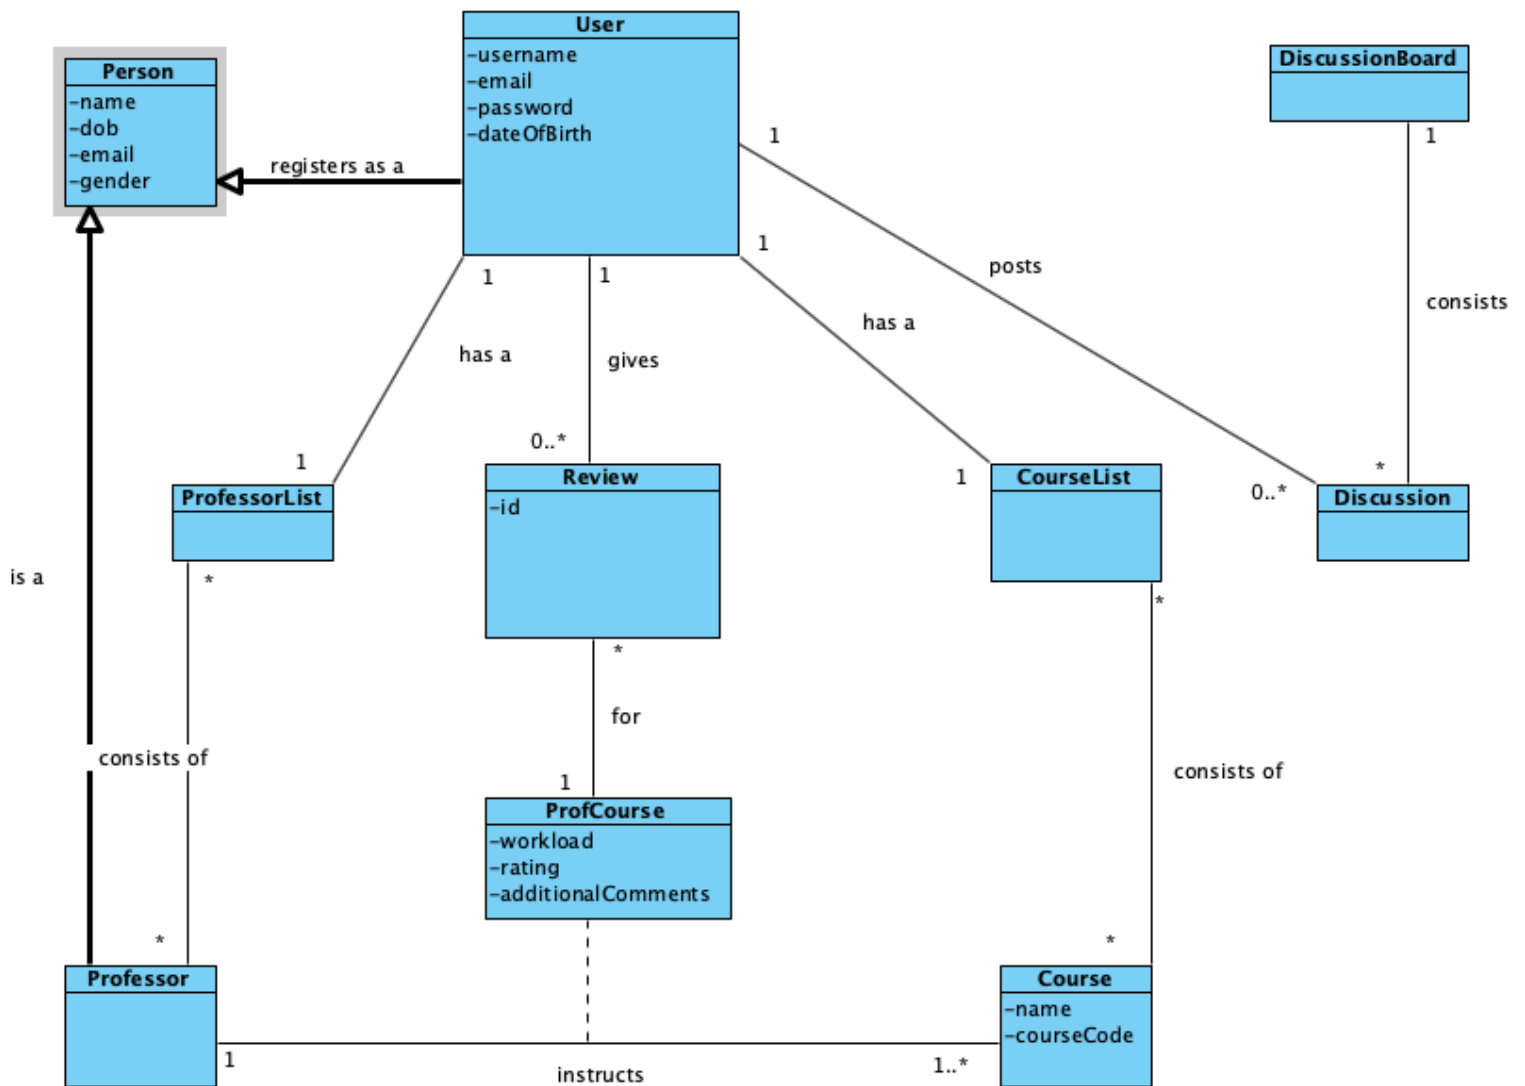 User
-username
-email
-password
-dateOfBirth
Person
-name
-dob
-email
-gender
DiscussionBoard
registers as a
1
1
1
1
1
posts
consists
has a
gives
has a
0..*
1
1
*
0..*
ProfessorList
Review
-id
CourseList
Discussion
*
*
is a
*
for
consists of
consists of
1
ProfCourse
-workload
-rating
-additionalComments
*
*
Professor
Course
-name
-courseCode
1
1..*
instructs